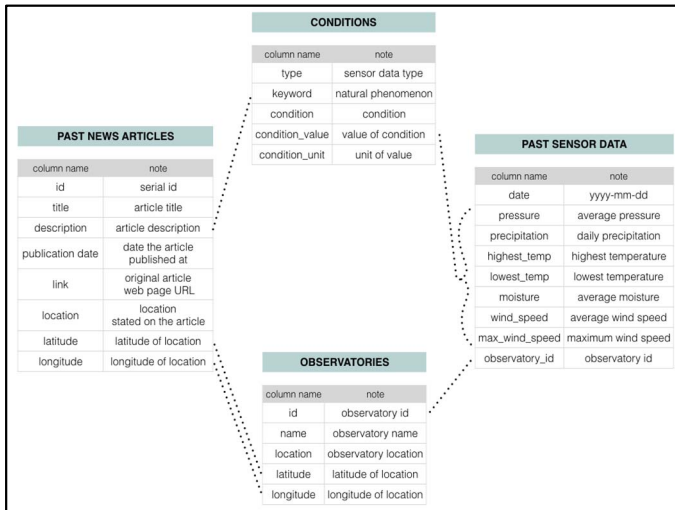 CONDITIONS
column name note
type sensor data type
keyword natural phenomenon
condition condition
condition_value value of condition
condition_unit unit of value
PAST NEWS ARTICLES
column name note
id serial id
title article title
description article description
publication date date the article
published at
link original article
web page URL
location location
stated on the article
latitude latitude of location
longitude longitude of location
PAST SENSOR DATA
column name note
date yyyy-mm-dd
pressure average pressure
precipitation daily precipitation
highest_temp highest temperature
lowest_temp lowest temperature
moisture average moisture
wind_speed average wind speed
max_wind_speed maximum wind speed
observatory_id observatory id
OBSERVATORIES
column name note
id observatory id
name observatory name
location observatory location
latitude latitude of location
longitude longitude of location